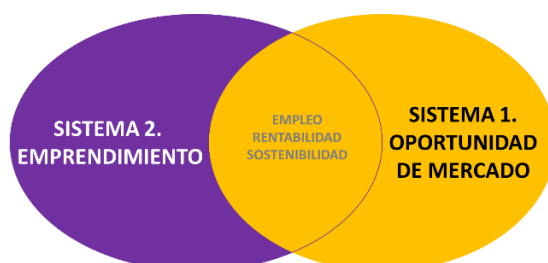 SISTEMA 2.
EMPRENDIMIENTO
EMPLEO
RENTABILIDAD
SOSTENIBILIDAD
SISTEMA 1.
OPORTUNIDAD
DE MERCADO